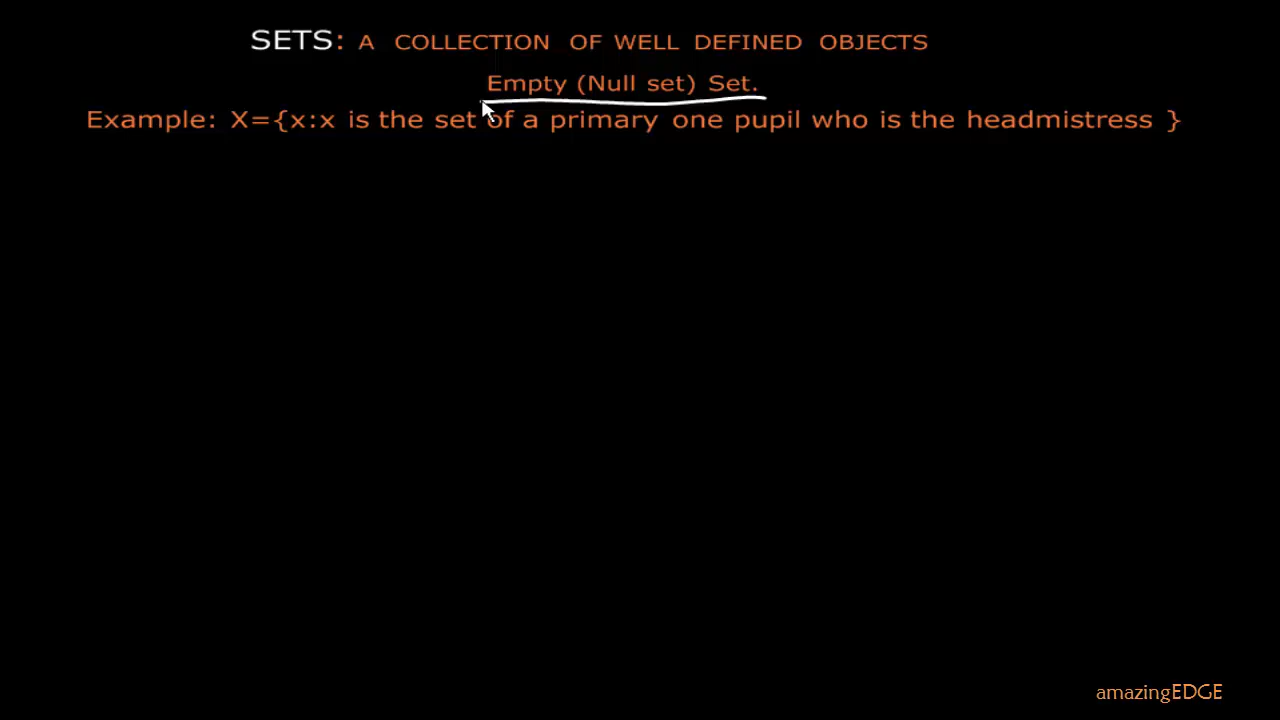 SETS: A COLLECTION OF WELL DEFINED OBJECTS
Empty (Null set) Set.
Example: X={x:x is the set of a primary one pupil who is the headmistress }
amazingEDGE